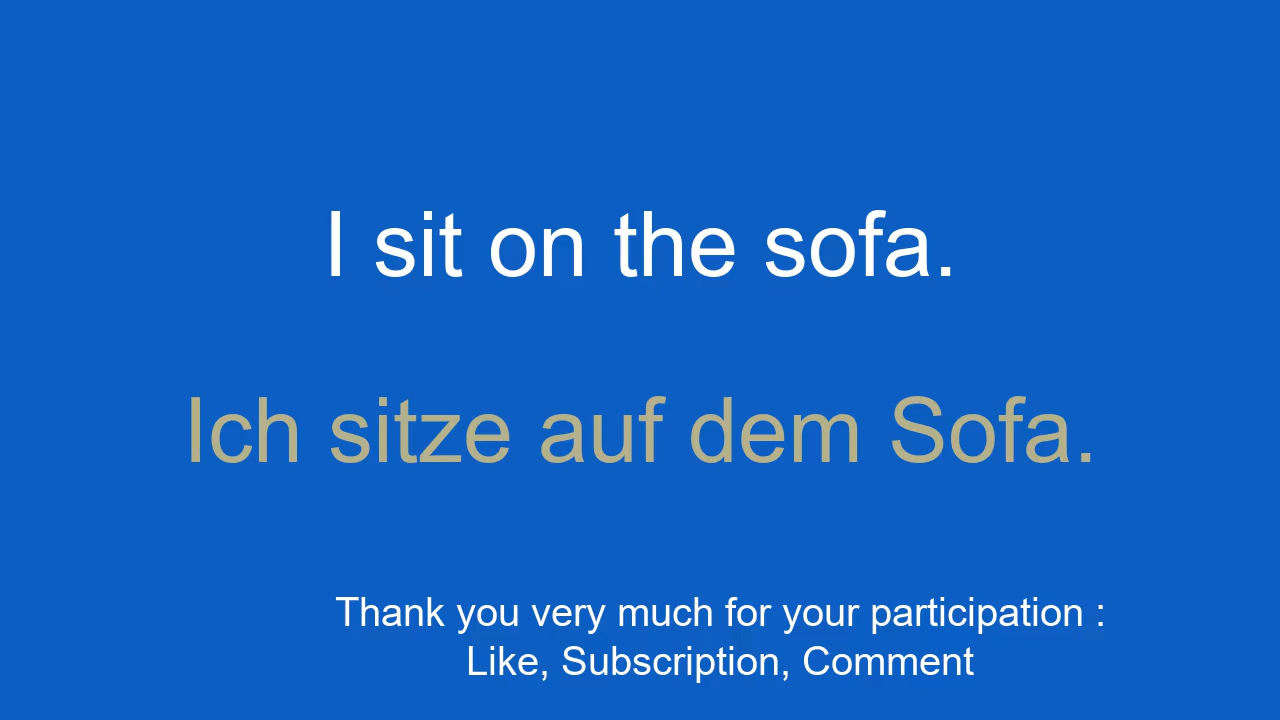 I sit on the sofa.
Ich sitze auf dem Sofa.
Thank you very much for your participation :
Like, Subscription, Comment